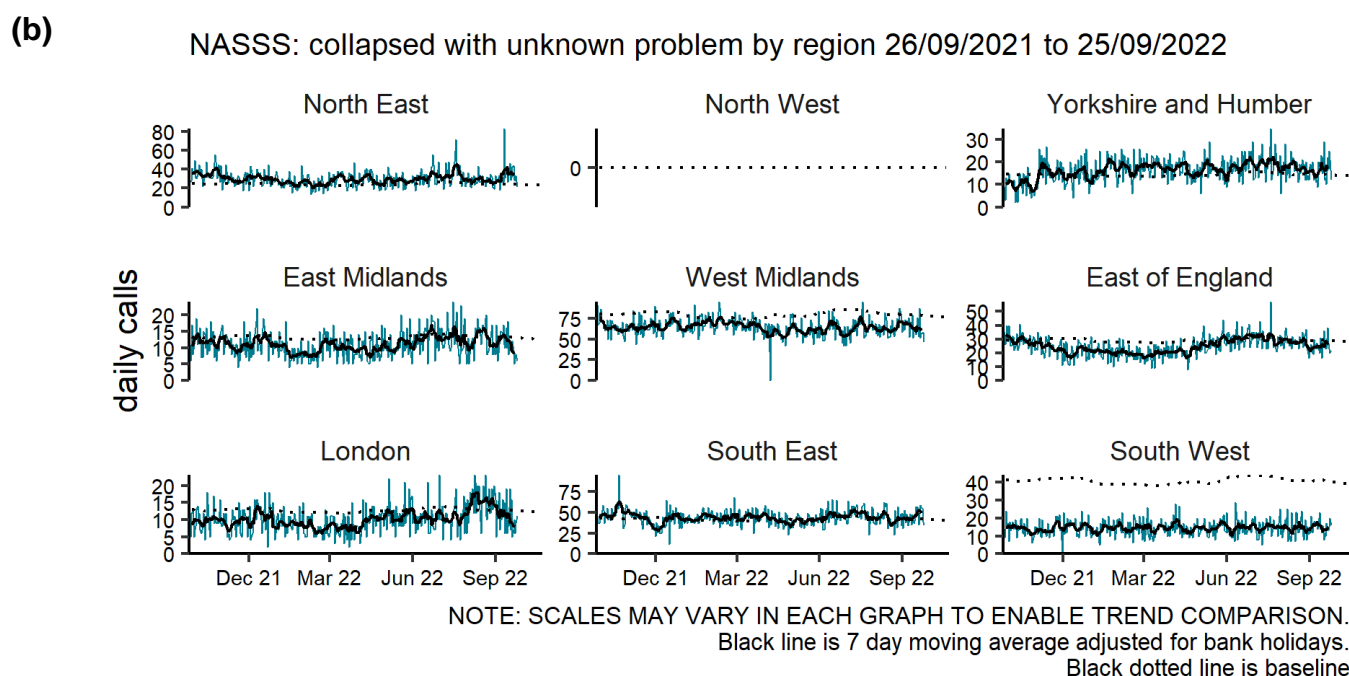 (b)
NASSS: collapsed with unknown problem by region 26/09/2021 to 25/09/2022
North East
North West
Yorkshire and Humber
80
60
40
20
0
0
30
20
10
0
daily calls
East Midlands
West Midlands
East of England
20
15
10
5
0
75
50
25
0
50
40
30
20
10
0
London
South East
South West
20
15
10
5
0
75
50
25
0
40
30
20
10
0
Dec 21 Mar 22 Jun 22 Sep 22
Dec 21 Mar 22 Jun 22 Sep 22
Dec 21 Mar 22 Jun 22 Sep 22
NOTE: SCALES MAY VARY IN EACH GRAPH TO ENABLE TREND COMPARISON.
Black line is 7 day moving average adjusted for bank holidays.
Black dotted line is baseline